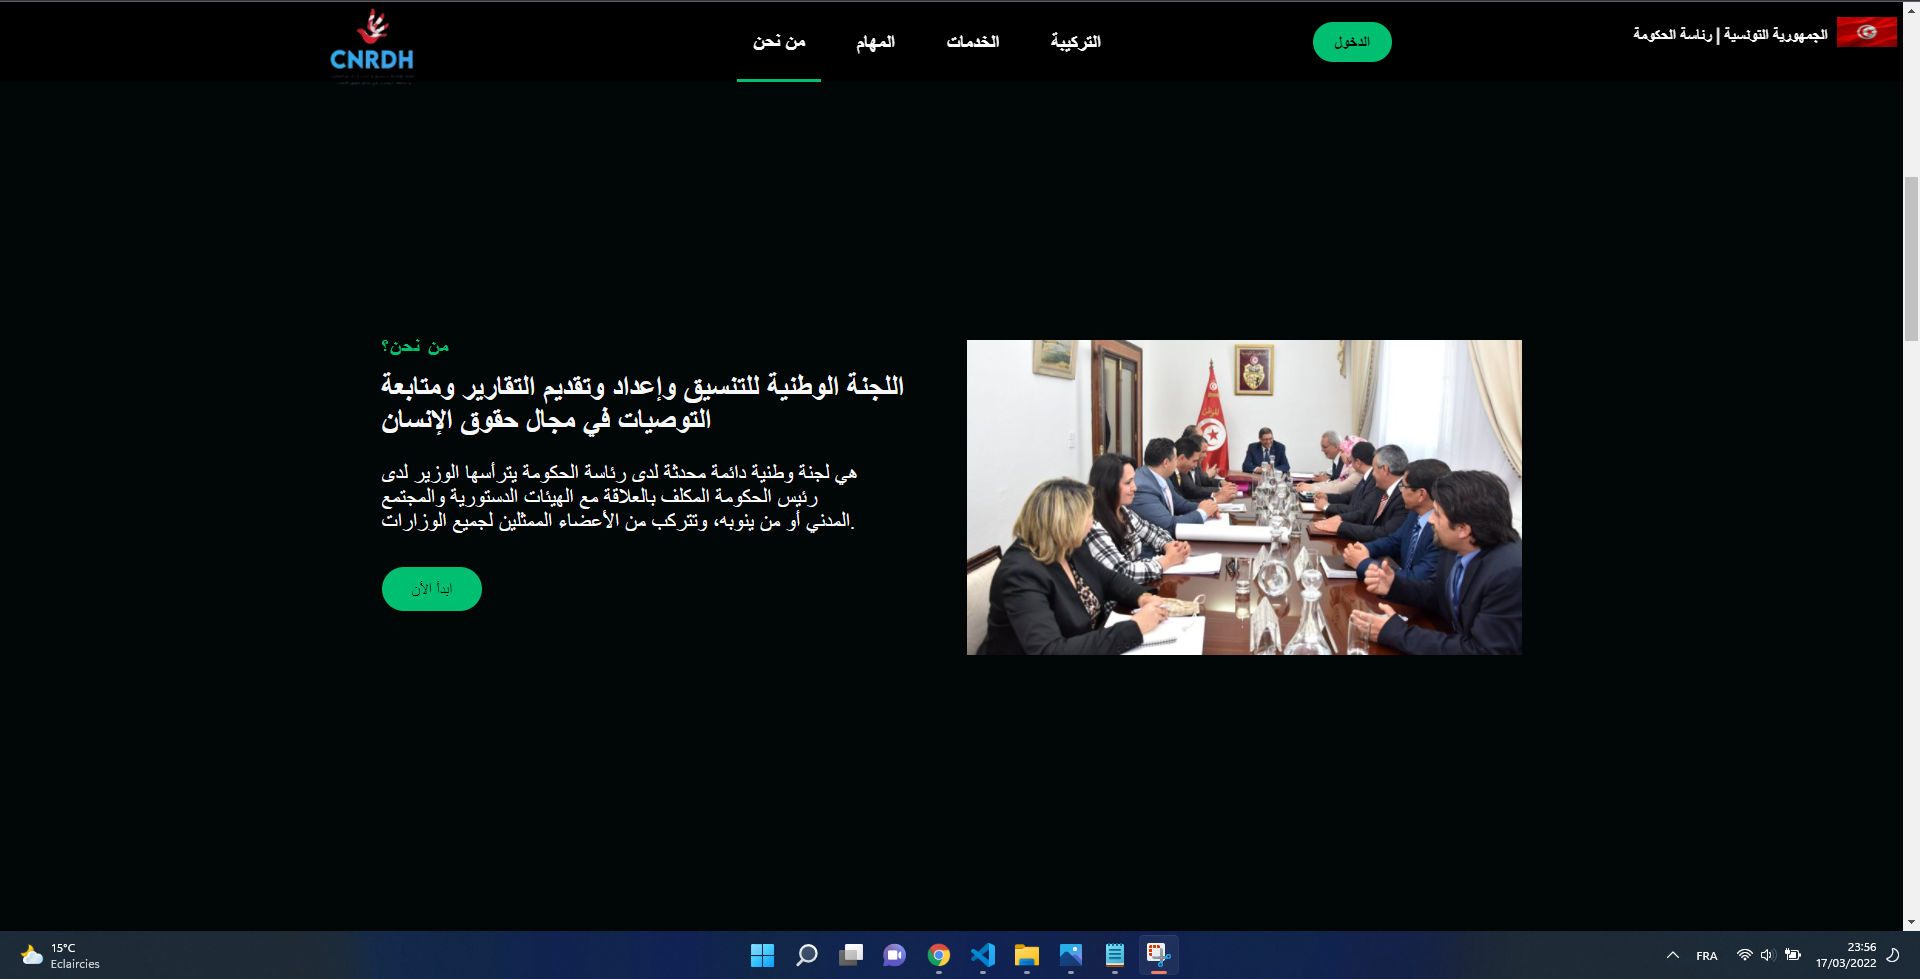 CNRDH
من نحن
المهام
الخدمات
التركيبة
الدخول
الجمهورية التونسية | رئاسة الحكومة
من نحن؟
اللجنة الوطنية للتنسيق وإعداد وتقديم التقارير ومتابعة
التوصيات في مجال حقوق الإنسان
هي لجنة وطنية دائمة محدثة لدى رئاسة الحكومة يترأسها الوزير لدى
رئيس الحكومة المكلف بالعلاقة مع الهيئات الدستورية والمجتمع
المدني أو من ينوبه، وتتركب من الأعضاء الممثلين لجميع الوزارات.
ابدأ الأن
15°C
Eclaircies
FRA
23:56
17/03/2022